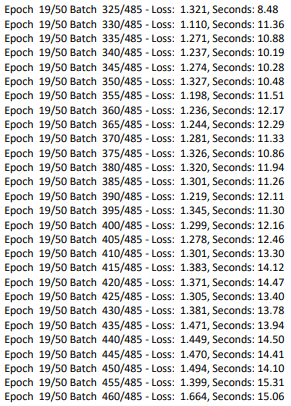 Epoch 19/50 Batch 325/485 - Loss: 1.321, Seconds: 8.48
Epoch 19/50 Batch 330/485 - Loss: 1.110, Seconds: 11.36
Epoch 19/50 Batch 335/485 - Loss: 1.271, Seconds: 10.88
Epoch 19/50 Batch 340/485 - Loss: 1.237, Seconds: 10.19
Epoch 19/50 Batch 345/485 - Loss: 1.274, Seconds: 10.28
Epoch 19/50 Batch 350/485 - Loss: 1.327, Seconds: 10.48
Epoch 19/50 Batch 355/485 - Loss: 1.198, Seconds: 11.51
Epoch 19/50 Batch 360/485 - Loss: 1.236, Seconds: 12.17
Epoch 19/50 Batch 365/485 - Loss: 1.244, Seconds: 12.29
Epoch 19/50 Batch 370/485 - Loss: 1.281, Seconds: 11.33
Epoch 19/50 Batch 375/485 - Loss: 1.326, Seconds: 10.86
Epoch 19/50 Batch 380/485 - Loss: 1.320, Seconds: 11.94
Epoch 19/50 Batch 385/485 - Loss: 1.301, Seconds: 11.26
Epoch 19/50 Batch 390/485 - Loss: 1.219, Seconds: 12.11
Epoch 19/50 Batch 395/485 - Loss: 1.345, Seconds: 11.30
Epoch 19/50 Batch 400/485 - Loss: 1.299, Seconds: 12.16
Epoch 19/50 Batch 405/485 - Loss: 1.278, Seconds: 12.46
Epoch 19/50 Batch 410/485 - Loss: 1.301, Seconds: 13.30
Epoch 19/50 Batch 415/485 - Loss: 1.383, Seconds: 14.12
Epoch 19/50 Batch 420/485 - Loss: 1.371, Seconds: 14.47
Epoch 19/50 Batch 425/485 - Loss: 1.305, Seconds: 13.40
Epoch 19/50 Batch 430/485 - Loss: 1.381, Seconds: 13.78
Epoch 19/50 Batch 435/485 - Loss: 1.471, Seconds: 13.94
Epoch 19/50 Batch 440/485 - Loss: 1.449, Seconds: 14.50
Epoch 19/50 Batch 445/485 - Loss: 1.470, Seconds: 14.41
Epoch 19/50 Batch 450/485 - Loss: 1.494, Seconds: 14.10
Epoch 19/50 Batch 455/485 - Loss: 1.399, Seconds: 15.31
Epoch 19/50 Batch 460/485 - Loss: 1.664, Seconds: 15.06